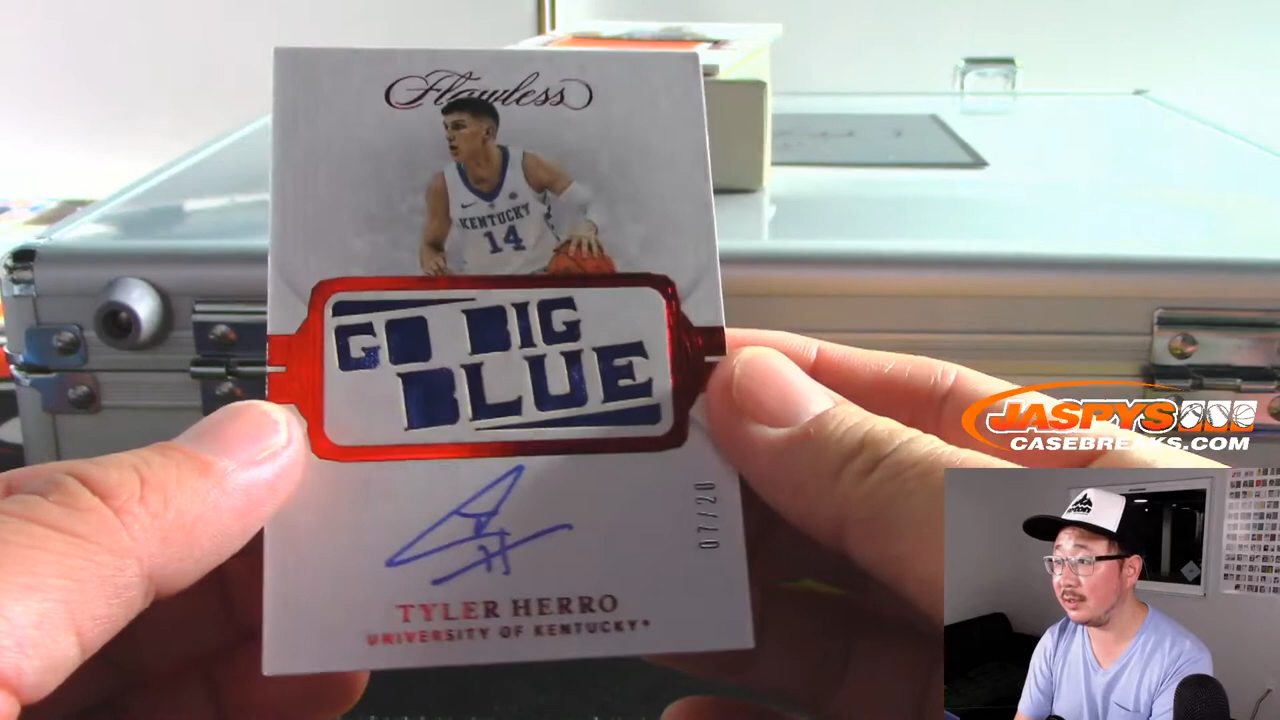 Flawless
KENTUCKY
14
GO BIG
BLUE
07/20
TYLER HERRO
UNIVERSITY OF KENTUCKY*
JASPYS
CASEBREAKS.COM